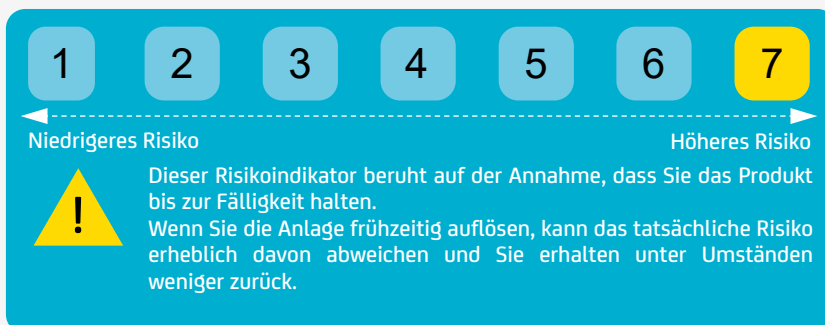 1 2 3 4 5 6 7
Niedrigeres Risiko Höheres Risiko
Dieser Risikoindikator beruht auf der Annahme, dass Sie das Produkt
bis zur Fälligkeit halten.
Wenn Sie die Anlage frühzeitig auflösen, kann das tatsächliche Risiko
erheblich davon abweichen und Sie erhalten unter Umständen
weniger zurück.
!